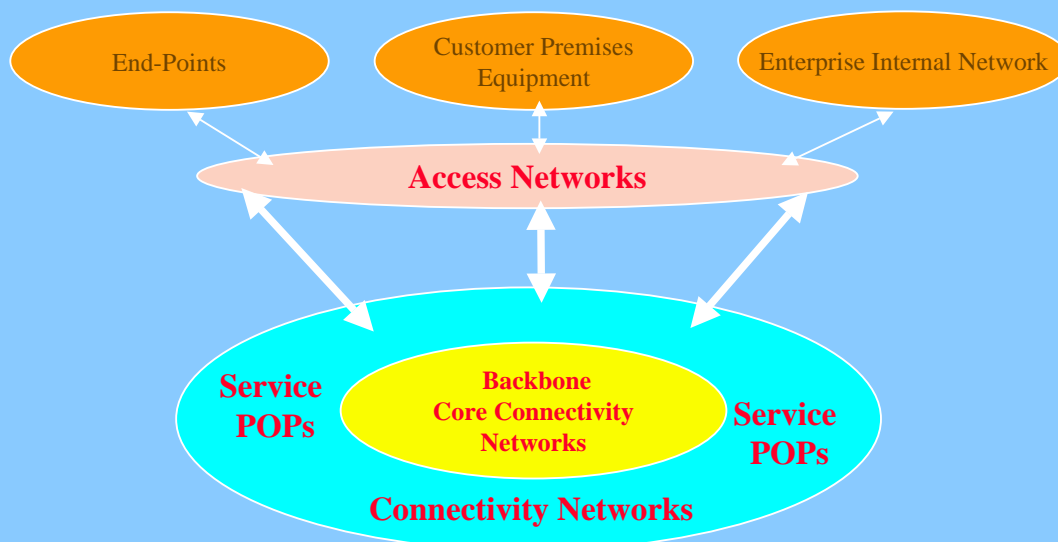 End-Points
Customer Premises
Equipment
Enterprise Internal Network
Access Networks
Service
POPs
Backbone
Core Connectivity
Networks
Service
POPs
Connectivity Networks